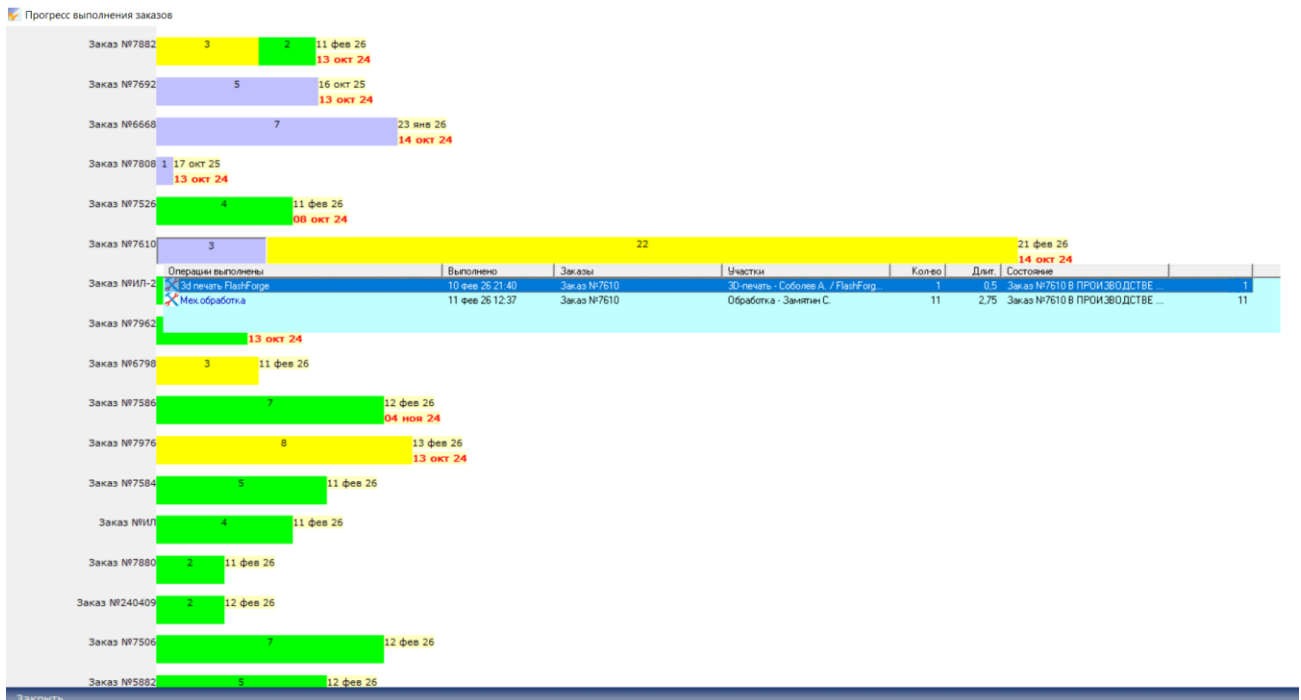 Прогресс выполнения заказов
Заказ №7882 3 2 11 фев 26
13 окт 24
Заказ №7692 5 16 окт 25
13 окт 24
Заказ №6668 7 23 янв 26
14 окт 24
Заказ №7808 1 17 окт 25
13 окт 24
Заказ №7526 4 11 фев 26
08 окт 24
Заказ №7610 3 22 21 фев 26
14 окт 24
Операции выполнены Выполнено Заказы Участки Кол-во Длит. Состояние
Заказ №ИЛ-2 3d печать FlashForge 10 фев 26 21:40 Заказ №7610 3D-печать - Соболев А. / FlashForg... 1 0,5 Заказ №7610 В ПРОИЗВОДСТВЕ ... 1
Мех.обработка 11 фев 26 12:37 Заказ №7610 Обработка - Замятин С. 11 2,75 Заказ №7610 В ПРОИЗВОДСТВЕ ... 11
Заказ №7962
13 окт 24
Заказ №6798 3 11 фев 26
Заказ №7586 7 12 фев 26
04 ноя 24
Заказ №7976 8 13 фев 26
13 окт 24
Заказ №7584 5 11 фев 26
Заказ №ИЛ 4 11 фев 26
Заказ №7880 2 11 фев 26
Заказ №240409 2 12 фев 26
Заказ №7506 7 12 фев 26
Заказ №5882 5 12 фев 26
Закрыть